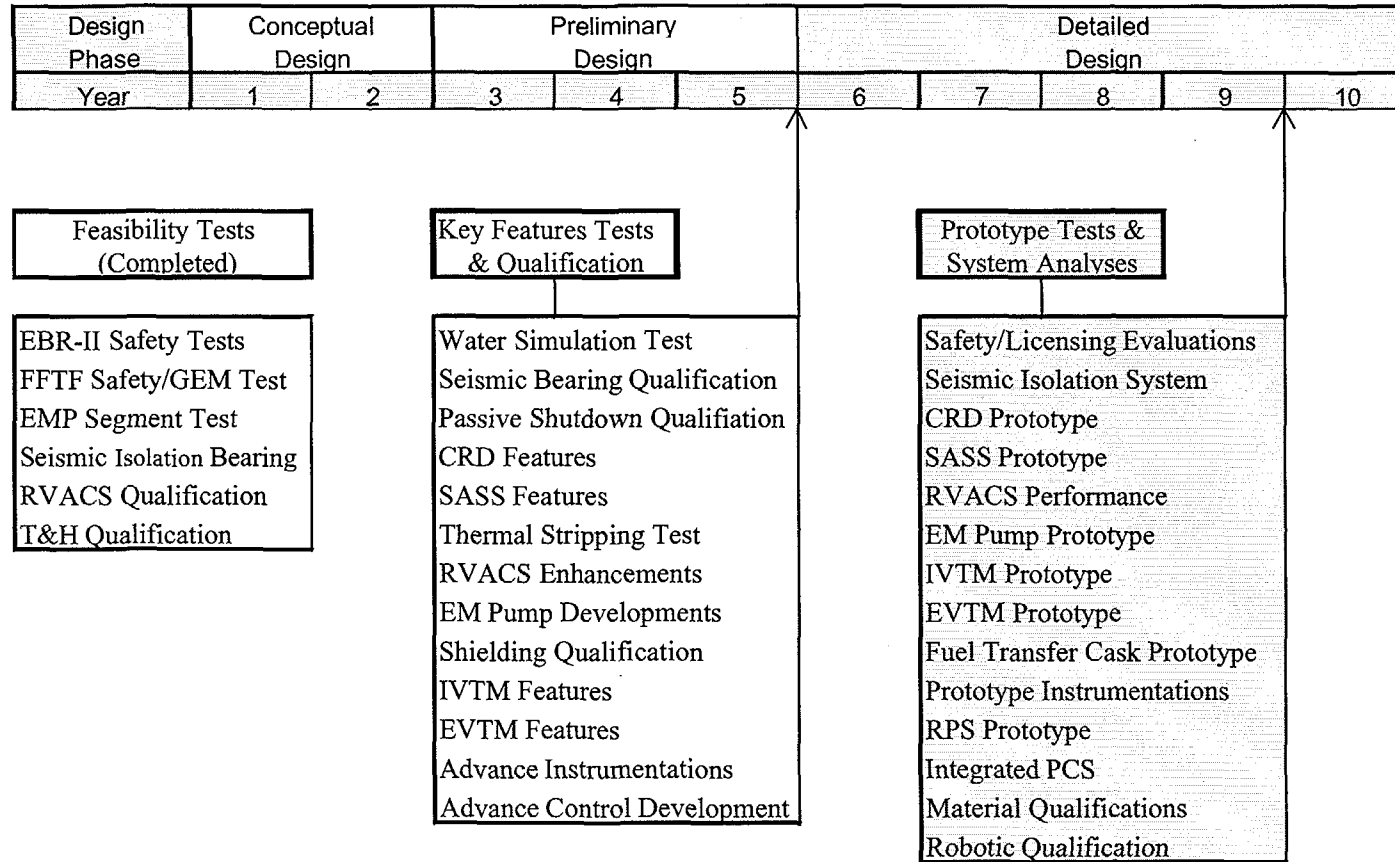 Design Phase Conceptual Design Preliminary Design Detailed Design
Year 1 2 3 4 5 6 7 8 9 10
Feasibility Tests
(Completed)
EBR-II Safety Tests
FFTF Safety/GEM Test
EMP Segment Test
Seismic Isolation Bearing
RVACS Qualification
T&H Qualification
Key Features Tests
& Qualification
Water Simulation Test
Seismic Bearing Qualification
Passive Shutdown Qualifiation
CRD Features
SASS Features
Thermal Stripping Test
RVACS Enhancements
EM Pump Developments
Shielding Qualification
IVTM Features
EVTM Features
Advance Instrumentations
Advance Control Development
Prototype Tests &
System Analyses
Safety/Licensing Evaluations
Seismic Isolation System
CRD Prototype
SASS Prototype
RVACS Performance
EM Pump Prototype
IVTM Prototype
EVTM Prototype
Fuel Transfer Cask Prototype
Prototype Instrumentations
RPS Prototype
Integrated PCS
Material Qualifications
Robotic Qualification